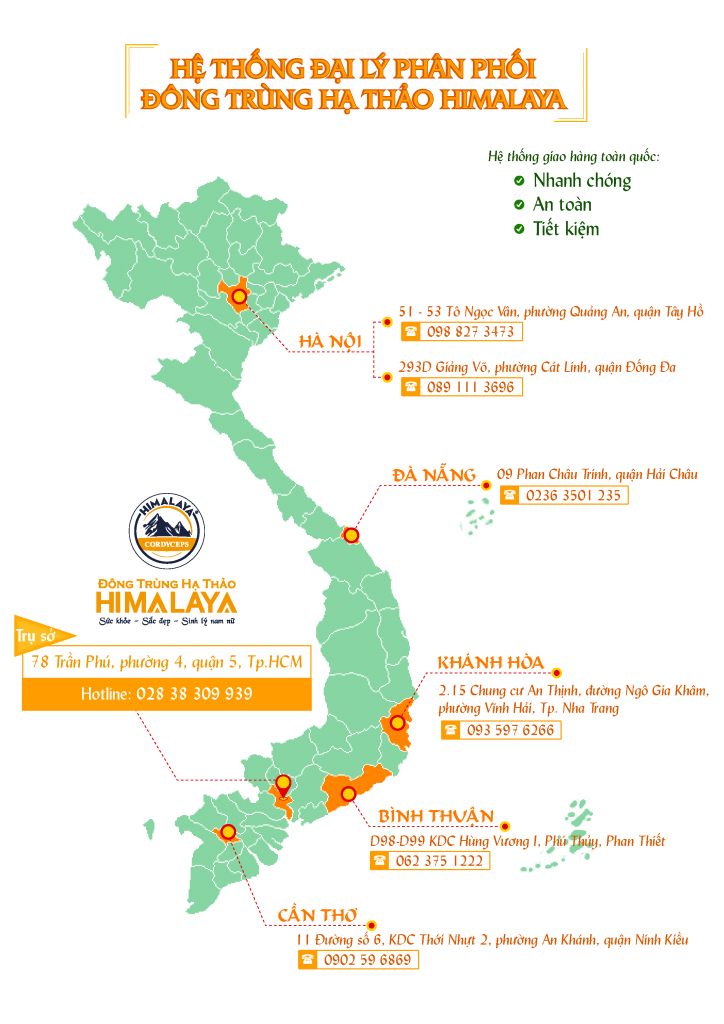 HỆ THỐNG ĐẠI LÝ PHÂN PHỐI
ĐÔNG TRÙNG HẠ THẢO HIMALAYA
Hệ thống giao hàng toàn quốc:
Nhanh chóng
An toàn
Tiết kiệm
51 - 53 Tô Ngọc Vân, phường Quảng An, quận Tây Hồ
098 827 3473
HÀ NỘI
293D Giảng Võ, phường Cát Linh, quận Đống Đa
089 111 3696
ĐÀ NẴNG
09 Phan Châu Trinh, quận Hải Châu
0236 3501 235
HIMALAYA
CORDYCEPS
ĐÔNG TRÙNG HẠ THẢO
HIMALAYA
Sức khỏe - Sắc đẹp - Sinh lý nam nữ
Trụ sở
78 Trần Phú, phường 4, quận 5, Tp.HCM
Hotline: 028 38 309 939
KHÁNH HÒA
2.15 Chung cư An Thịnh, đường Ngô Gia Khảm,
phường Vĩnh Hải, Tp. Nha Trang
093 597 6266
BÌNH THUẬN
D98-D99 KDC Hùng Vương I, Phú Thủy, Phan Thiết
062 375 1222
CẦN THƠ
11 Đường số 6, KDC Thới Nhựt 2, phường An Khánh, quận Ninh Kiều
0902 59 6869